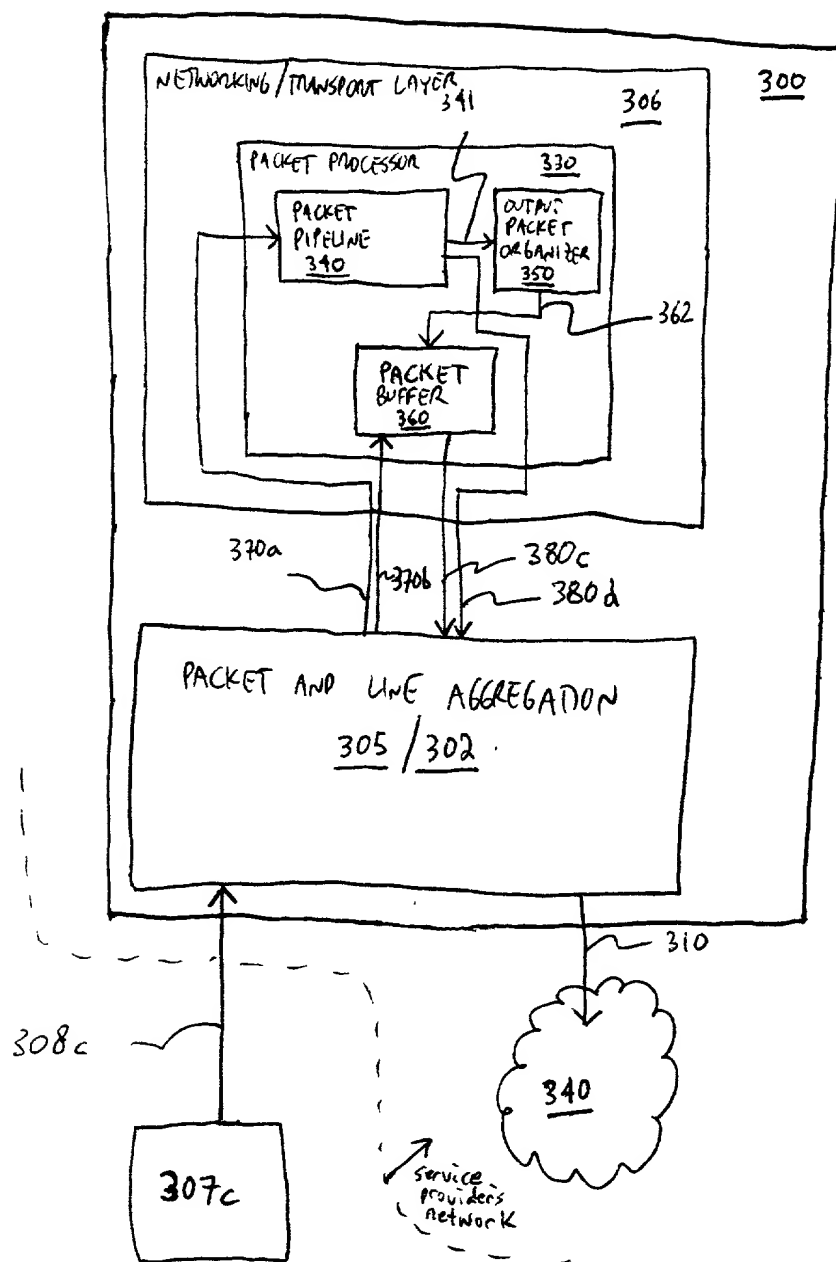 300
NETWORKING/TRANSPORT LAYER
341
306
PACKET PROCESSOR
330
PACKET
PIPELINE
340
OUTPUT
PACKET
ORGANIZER
350
362
PACKET
BUFFER
360
370a
370b
380c
380d
PACKET AND LINE AGGREGATION
305/302
310
308c
340
307c
service
providers
network